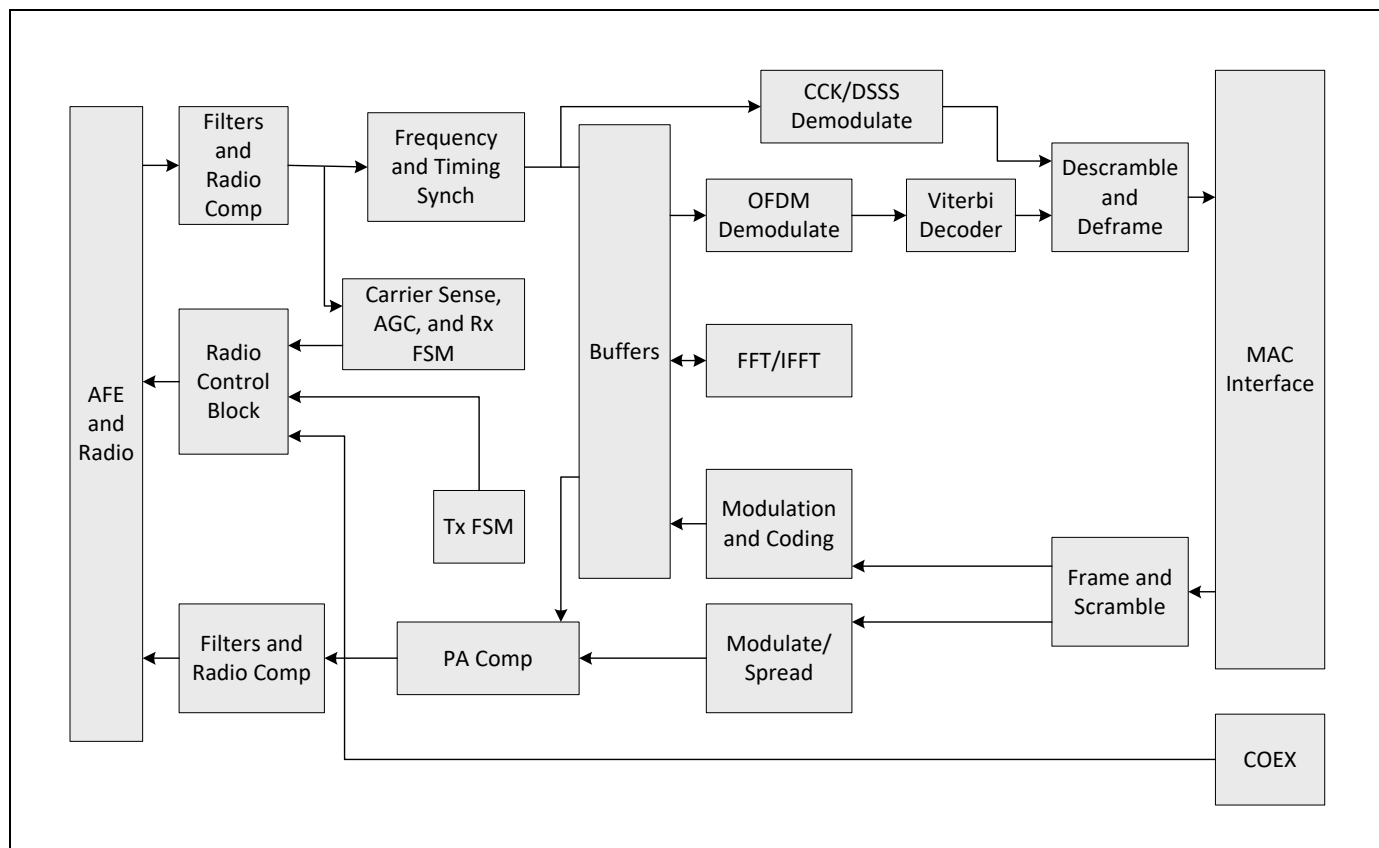 CCK/DSSS
Demodulate
Filters
and
Radio
Comp
Frequency
and Timing
Synch
Descramble
and
Deframe
OFDM
Demodulate
Viterbi
Decoder
Carrier Sense,
AGC, and Rx
FSM
Radio
Control
Block
Buffers
FFT/IFFT
MAC
Interface
AFE
and
Radio
Tx FSM
Modulation
and Coding
Frame and
Scramble
Filters and
Radio Comp
PA Comp
Modulate/
Spread
COEX